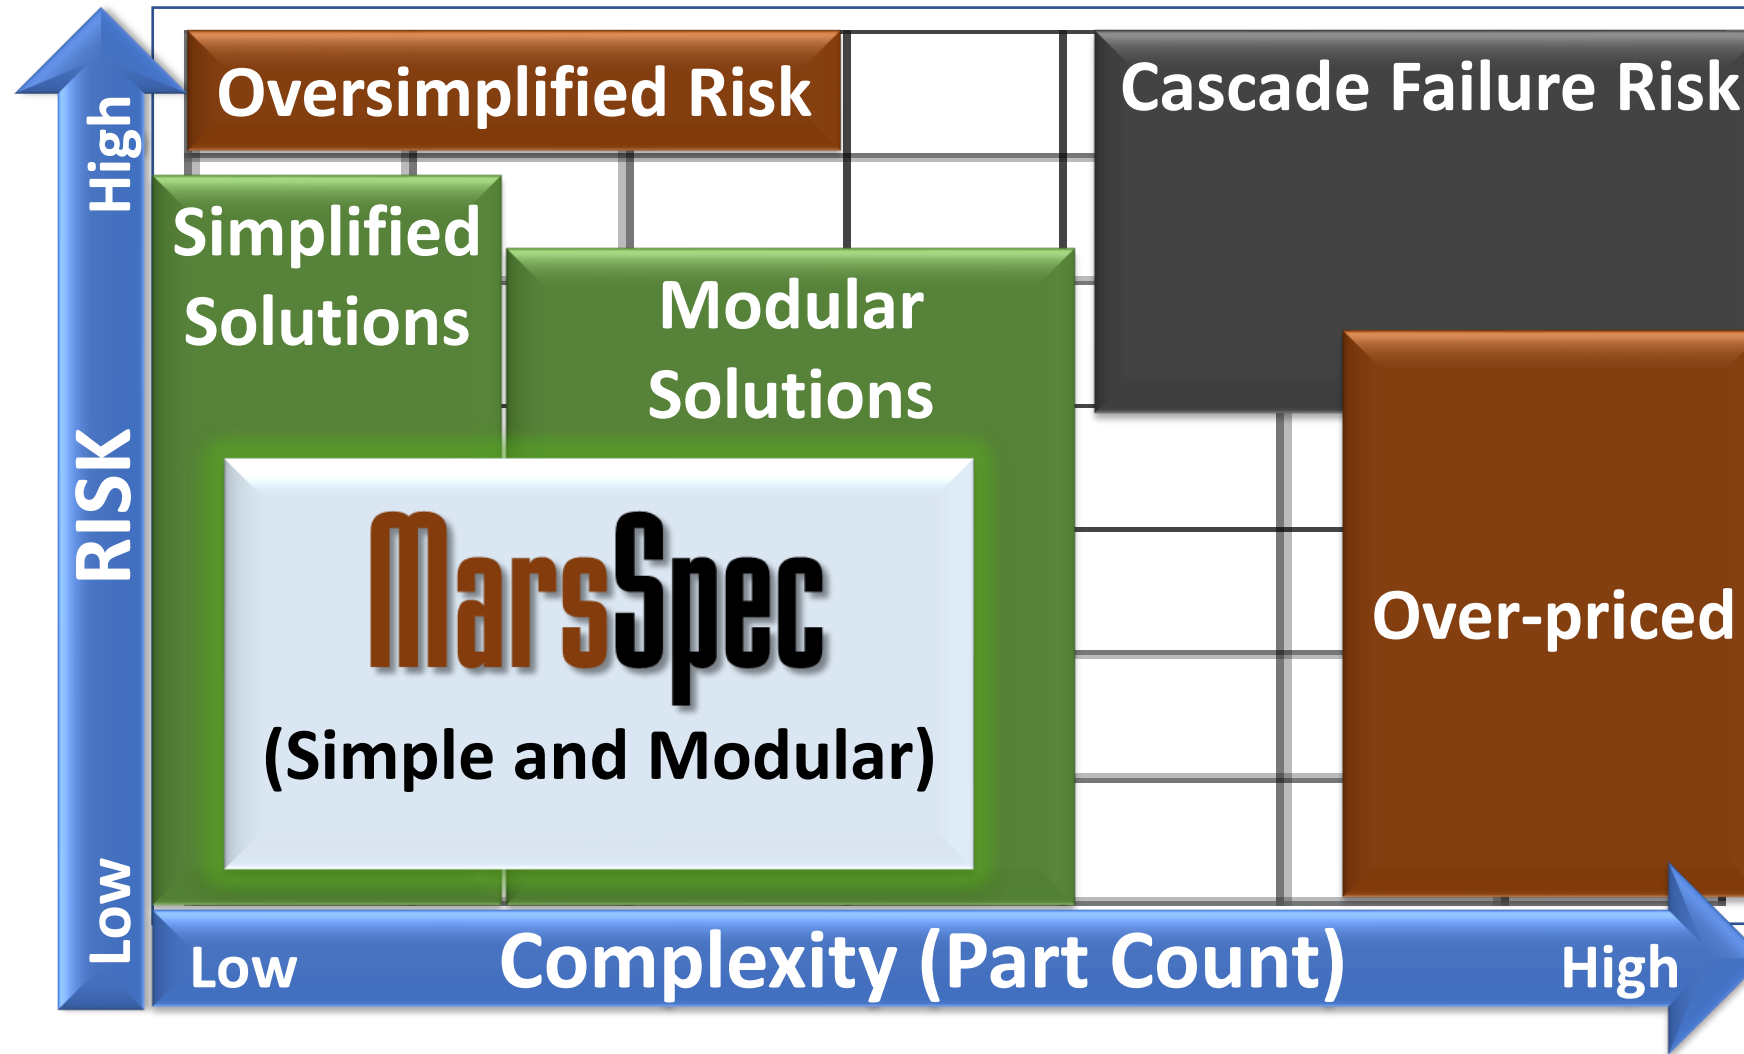 Oversimplified Risk
Cascade Failure Risk
High
Simplified
Solutions
Modular
Solutions
RISK
MarsSpec
(Simple and Modular)
Over-priced
Low
Low
Complexity (Part Count)
High